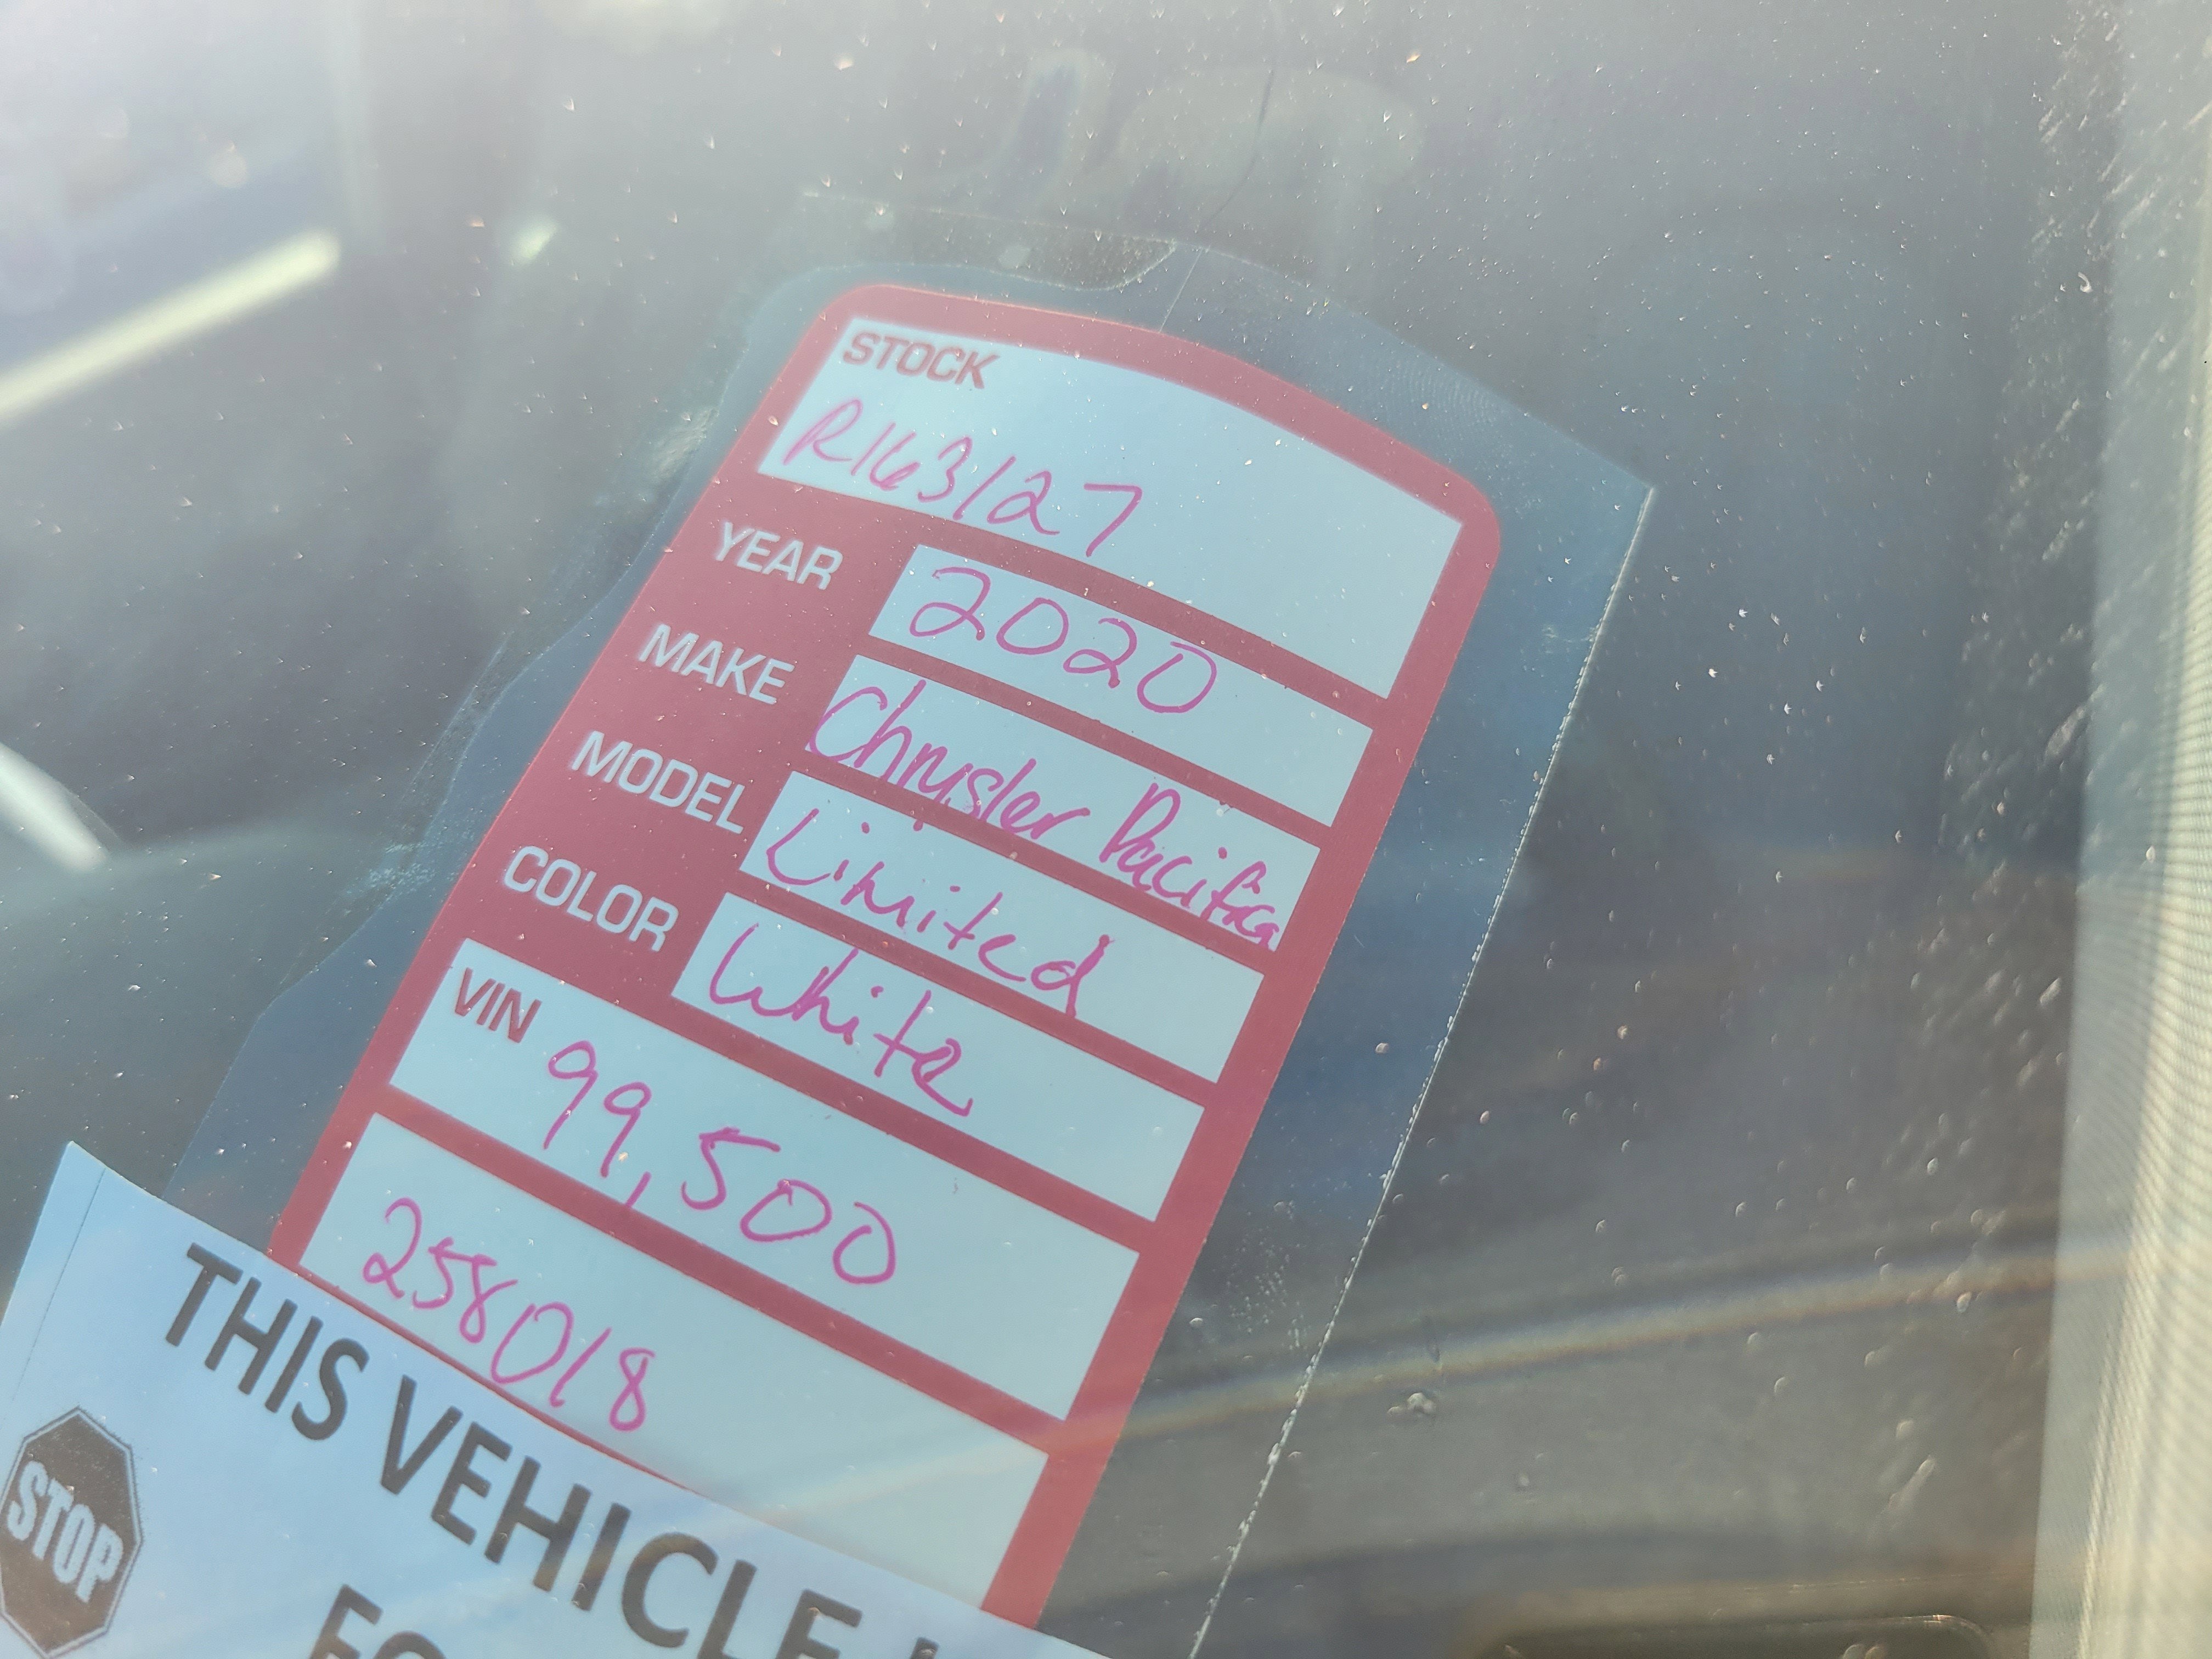 STOCK
R163127
YEAR 2020
MAKE Chrysler Pacifica
MODEL Limited
COLOR White
VIN 99,500
258018
THIS VEHICLE
STOP